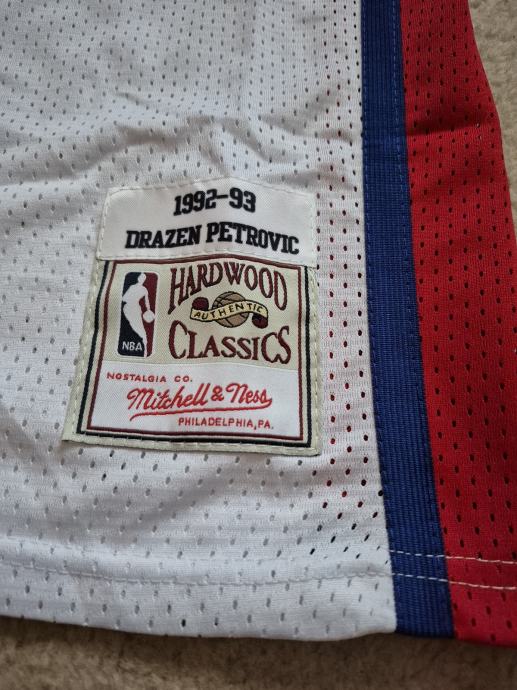 1992-93
DRAZEN PETROVIC
HARDWOOD
AUTHENTIC
CLASSICS
NBA
NOSTALGIA CO.
Mitchell & Ness
PHILADELPHIA, PA.